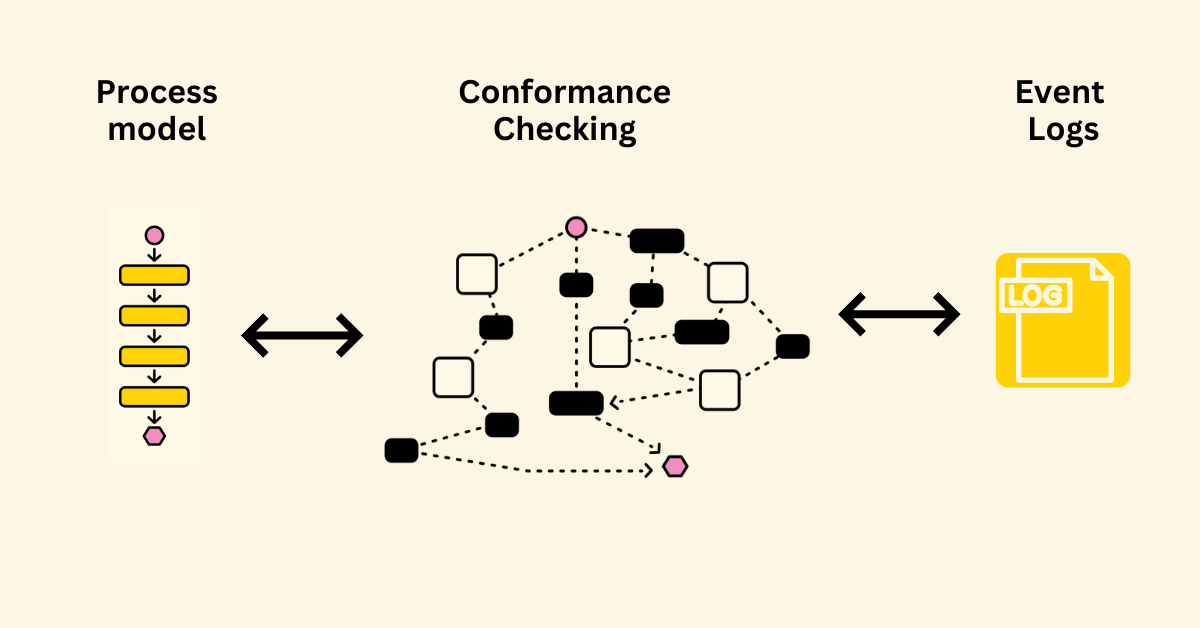 Process
model
Conformance
Checking
Event
Logs
LOG